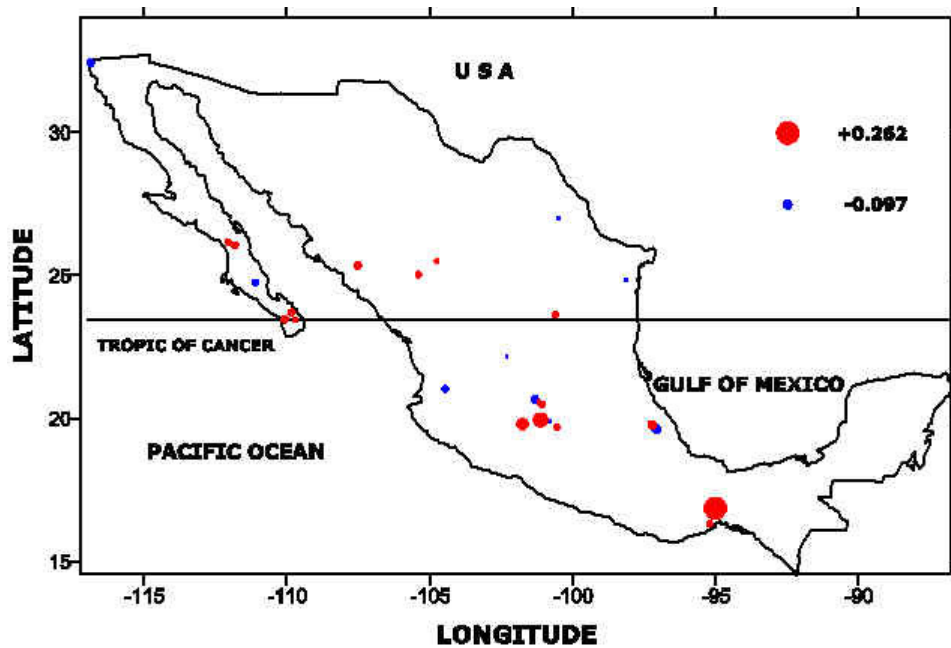 U S A
+0.262
-0.097
30
25
20
15
LATITUDE
TROPIC OF CANCER
GULF OF MEXICO
PACIFIC OCEAN
-115 -110 -105 -100 -95 -90
LONGITUDE